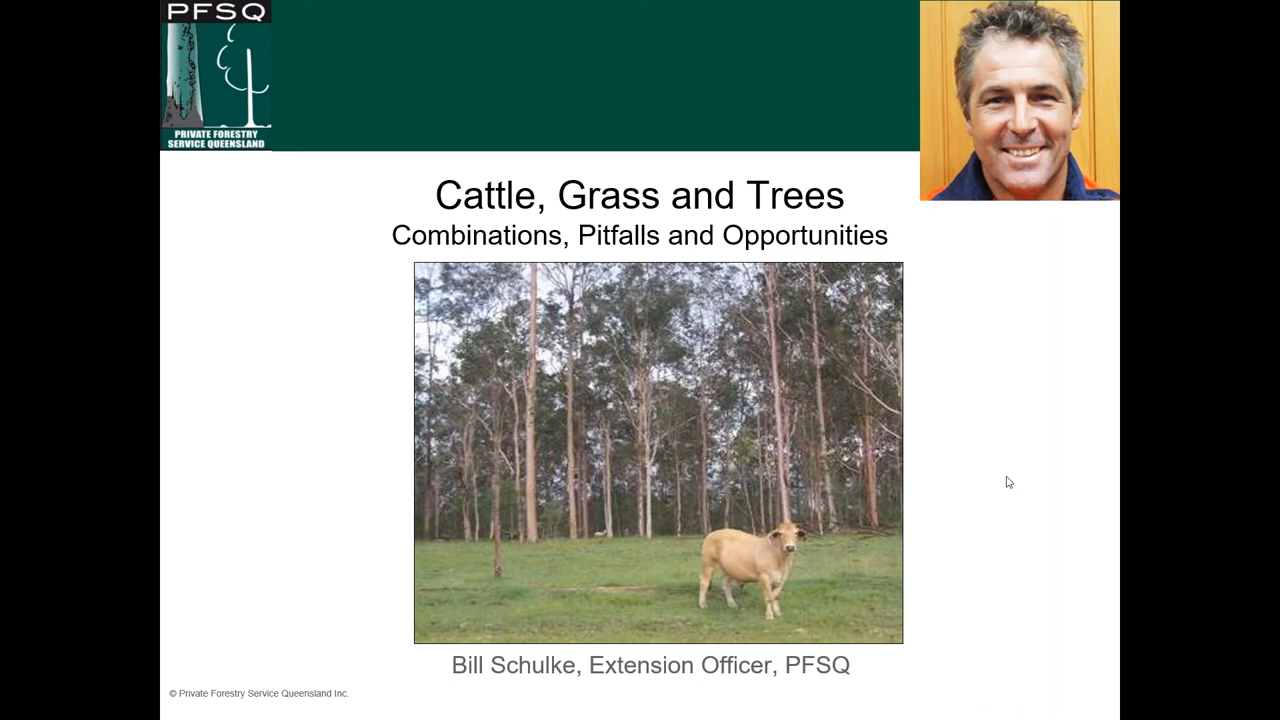 PFSQ
PRIVATE FORESTRY
SERVICE QUEENSLAND
Cattle, Grass and Trees
Combinations, Pitfalls and Opportunities
Bill Schulke, Extension Officer, PFSQ
© Private Forestry Service Queensland Inc.